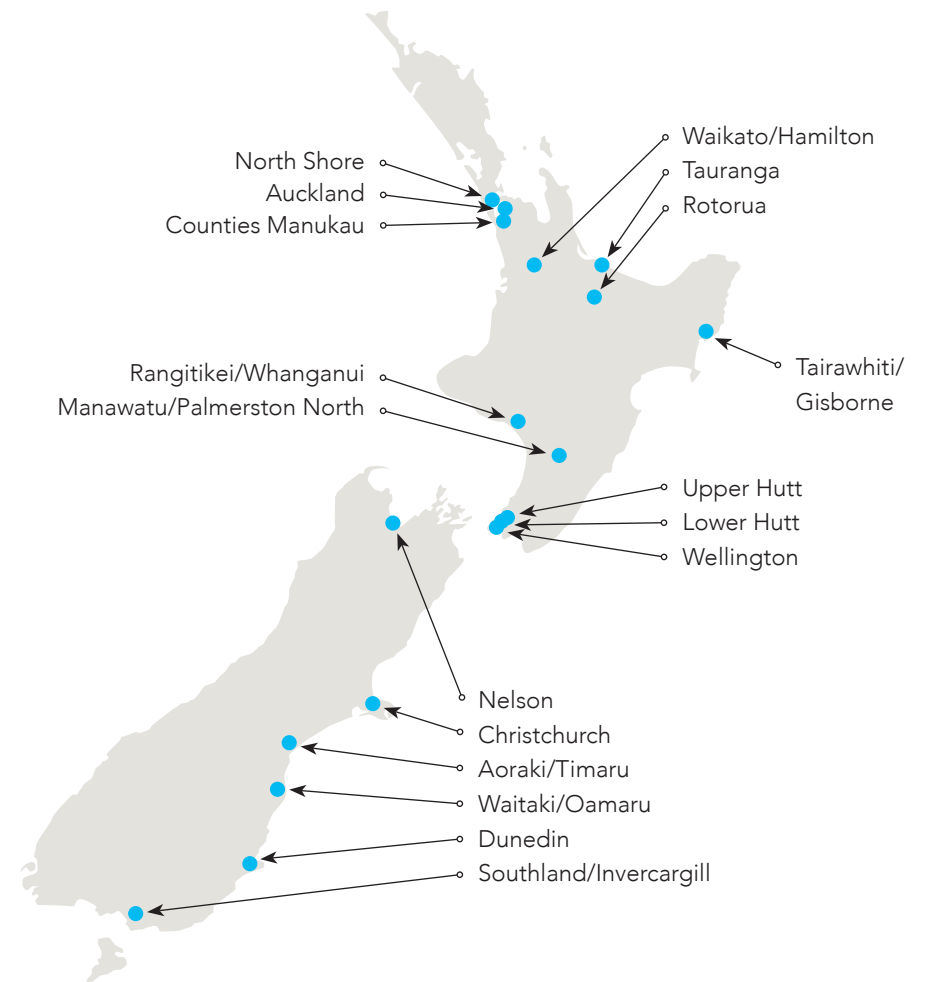 North Shore
Auckland
Counties Manukau
Waikato/Hamilton
Tauranga
Rotorua
Tairawhiti/
Gisborne
Rangitikei/Whanganui
Manawatu/Palmerston North
Upper Hutt
Lower Hutt
Wellington
Nelson
Christchurch
Aoraki/Timaru
Waitaki/Oamaru
Dunedin
Southland/Invercargill